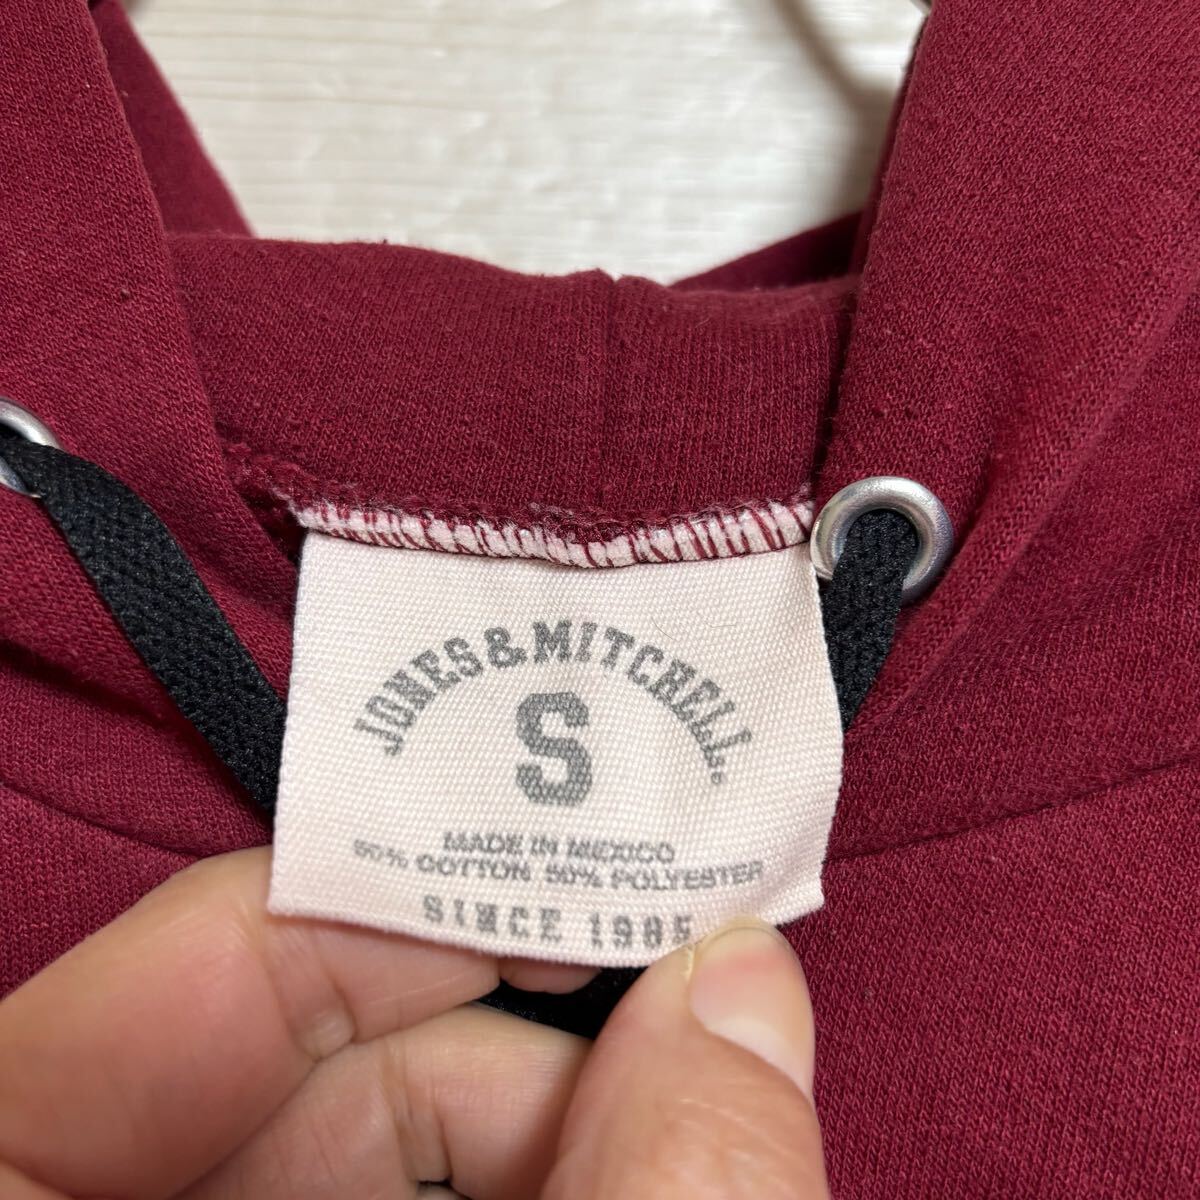 JONES & MITCHELL.
S
MADE IN MEXICO
50% COTTON 50% POLYESTER
SINCE 1985